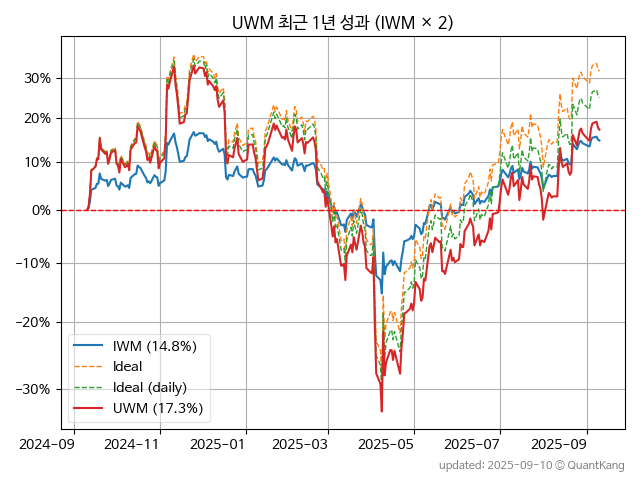 UWM 최근 1년 성과 (IWM × 2)
30%
20%
10%
0%
−10%
−20%
−30%
IWM (14.8%)
Ideal
Ideal (daily)
UWM (17.3%)
2024-09 2024-11 2025-01 2025-03 2025-05 2025-07 2025-09
updated: 2025-09-10 ⓒ QuantKang